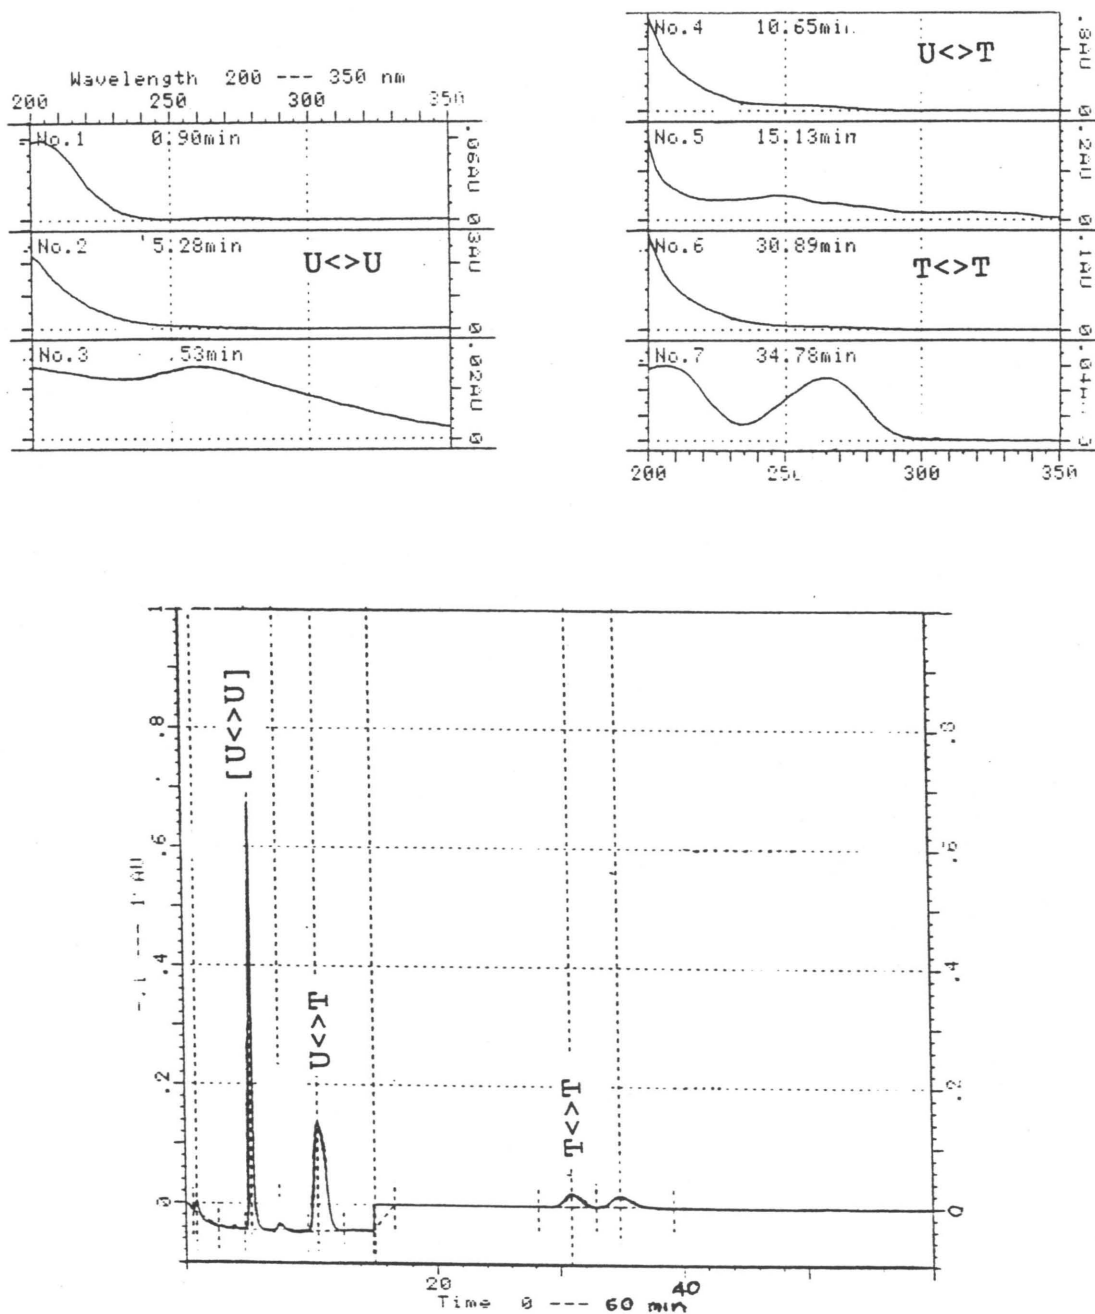 Wavelength 200 --- 350 nm
200 250 300 350
No.1 0.90min
.06AU
0
No.2 5.28min
U<>U
.3AU
0
No.3 .53min
.02AU
0
No.4 10.65min
U<>T
.8AU
0
No.5 15.13min
.2AU
0
No.6 30.89min
T<>T
.1AU
0
No.7 34.78min
.04
0
200 300 350
1
.8
.6
.4
.2
0
[U<>U]
U<>T
T<>T
.8
.6
.4
.2
0
20 40
Time 0 --- 60 min